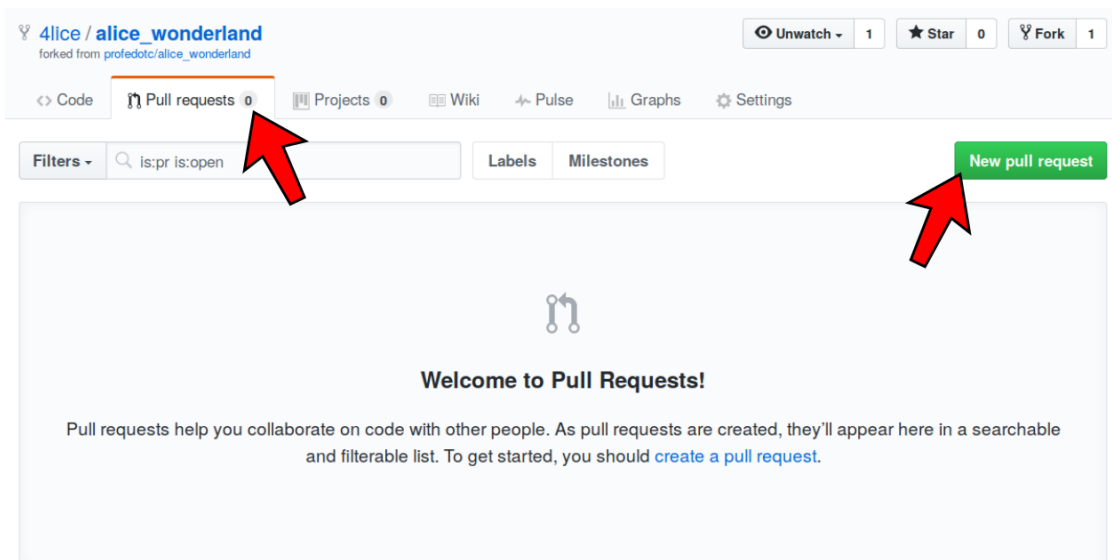 4lice / alice_wonderland
forked from profedotc/alice_wonderland
Unwatch 1 Star 0 Fork 1
Code Pull requests 0 Projects 0 Wiki Pulse Graphs Settings
Filters is:pr is:open Labels Milestones New pull request
Welcome to Pull Requests!
Pull requests help you collaborate on code with other people. As pull requests are created, they’ll appear here in a searchable
and filterable list. To get started, you should create a pull request.